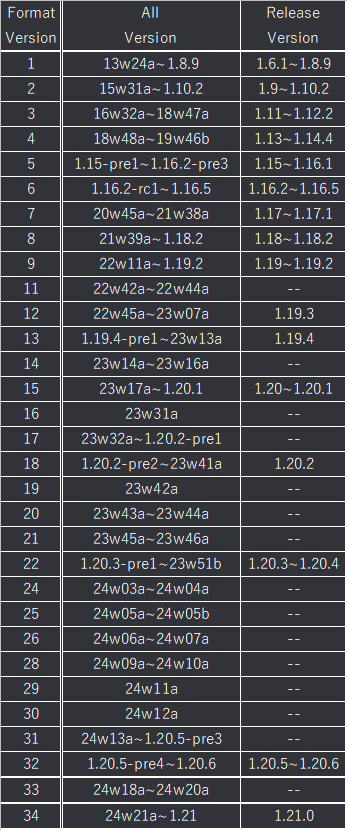 Format All Release
Version Version Version
1 13w24a~1.8.9 1.6.1~1.8.9
2 15w31a~1.10.2 1.9~1.10.2
3 16w32a~18w47a 1.11~1.12.2
4 18w48a~19w46b 1.13~1.14.4
5 1.15-pre1~1.16.2-pre3 1.15~1.16.1
6 1.16.2-rc1~1.16.5 1.16.2~1.16.5
7 20w45a~21w38a 1.17~1.17.1
8 21w39a~1.18.2 1.18~1.18.2
9 22w11a~1.19.2 1.19~1.19.2
11 22w42a~22w44a --
12 22w45a~23w07a 1.19.3
13 1.19.4-pre1~23w13a 1.19.4
14 23w14a~23w16a --
15 23w17a~1.20.1 1.20~1.20.1
16 23w31a --
17 23w32a~1.20.2-pre1 --
18 1.20.2-pre2~23w41a 1.20.2
19 23w42a --
20 23w43a~23w44a --
21 23w45a~23w46a --
22 1.20.3-pre1~23w51b 1.20.3~1.20.4
24 24w03a~24w04a --
25 24w05a~24w05b --
26 24w06a~24w07a --
28 24w09a~24w10a --
29 24w11a --
30 24w12a --
31 24w13a~1.20.5-pre3 --
32 1.20.5-pre4~1.20.6 1.20.5~1.20.6
33 24w18a~24w20a --
34 24w21a~1.21 1.21.0